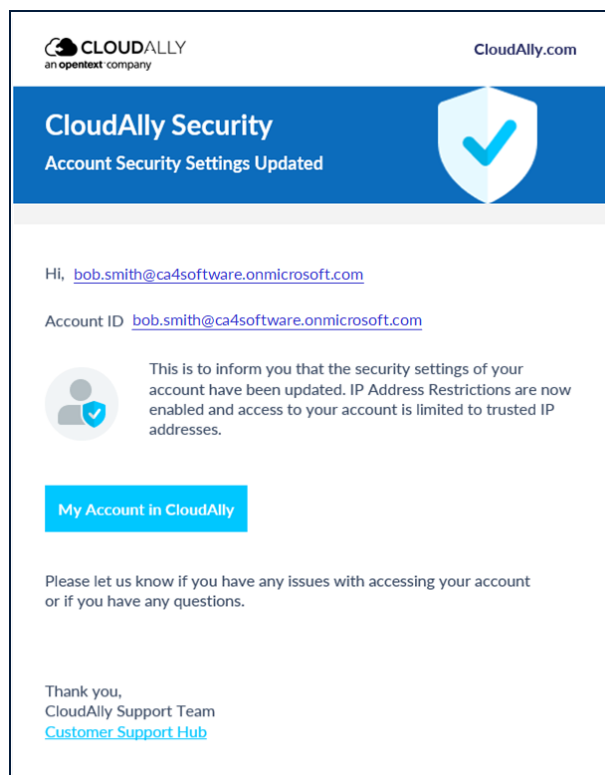 CLOUDALLY
an opentext company
CloudAlly.com
CloudAlly Security
Account Security Settings Updated
Hi, bob.smith@ca4software.onmicrosoft.com
Account ID bob.smith@ca4software.onmicrosoft.com
This is to inform you that the security settings of your
account have been updated. IP Address Restrictions are now
enabled and access to your account is limited to trusted IP
addresses.
My Account in CloudAlly
Please let us know if you have any issues with accessing your account
or if you have any questions.
Thank you,
CloudAlly Support Team
Customer Support Hub